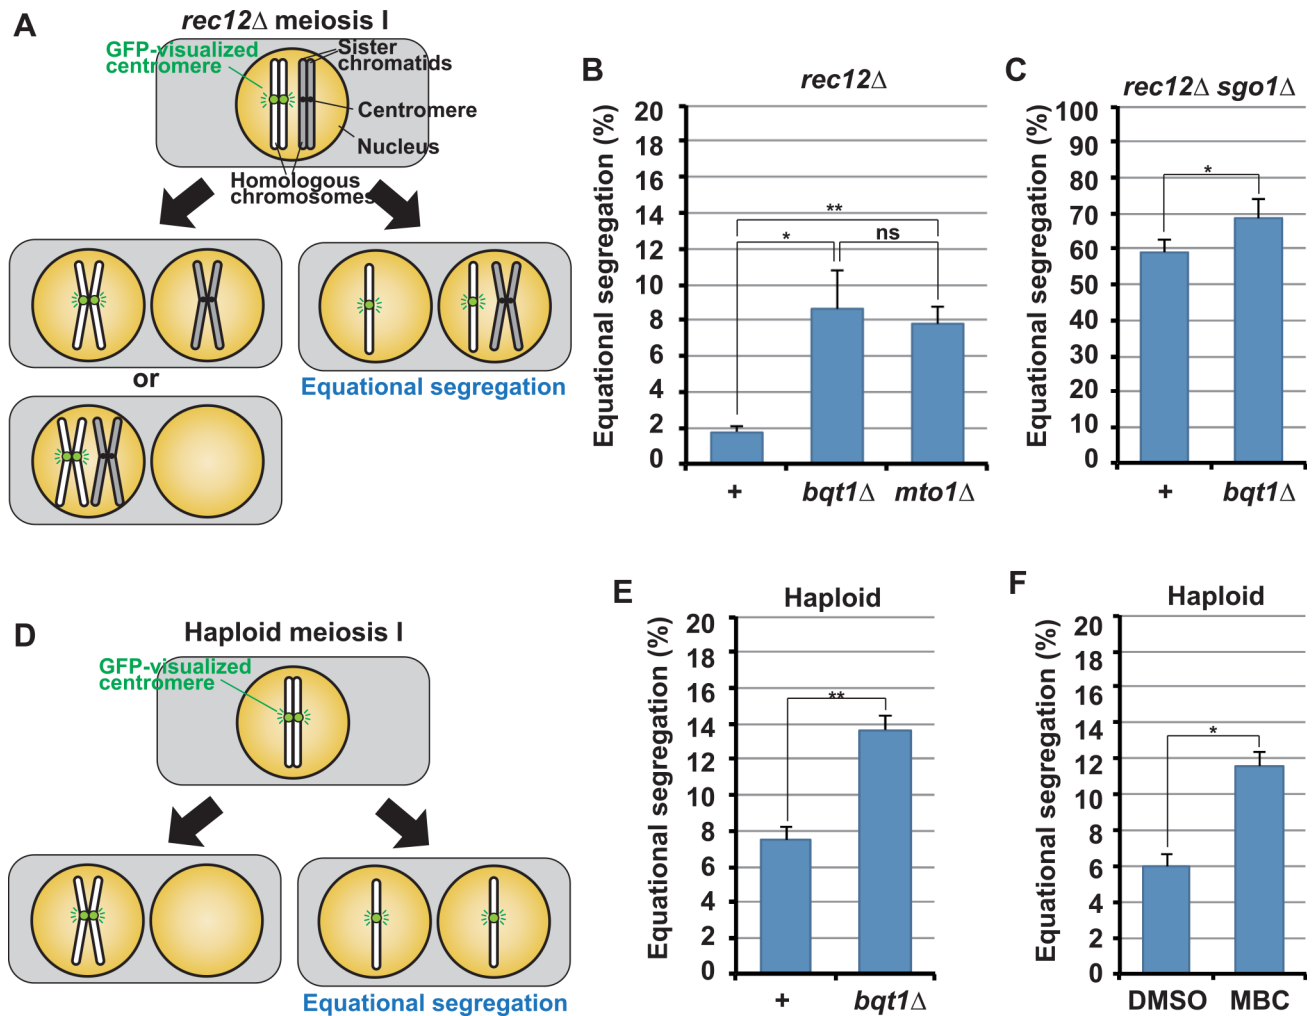 A
rec12Δ meiosis I
GFP-visualized
centromere
Sister
chromatids
Centromere
Nucleus
Homologous
chromosomes
or
Equational segregation
B
rec12Δ
Equational segregation (%)
20
18
16
14
12
10
8
6
4
2
0
**
*
ns
+ bqt1Δ mto1Δ
C
rec12Δ sgo1Δ
Equational segregation (%)
100
90
80
70
60
50
40
30
20
10
0
*
+ bqt1Δ
D
Haploid meiosis I
GFP-visualized
centromere
Equational segregation
E
Haploid
Equational segregation (%)
20
18
16
14
12
10
8
6
4
2
0
**
+ bqt1Δ
F
Haploid
Equational segregation (%)
20
18
16
14
12
10
8
6
4
2
0
*
DMSO MBC